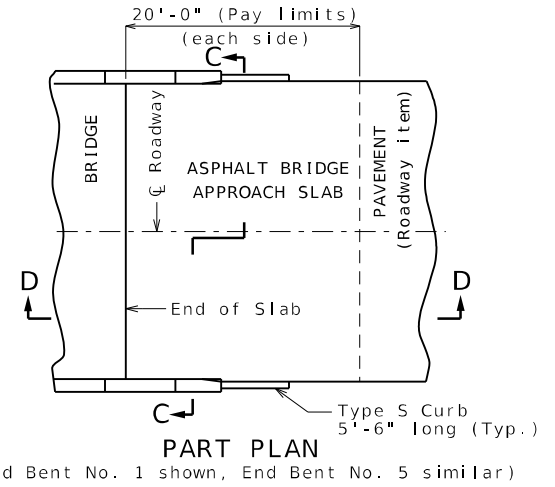 20'-0" (Pay limits)
(each side)
C
BRIDGE
℄ Roadway
ASPHALT BRIDGE
APPROACH SLAB
PAVEMENT
(Roadway item)
D
D
End of Slab
C
Type S Curb
5'-6" long (Typ.)
PART PLAN
d Bent No. 1 shown, End Bent No. 5 similar)